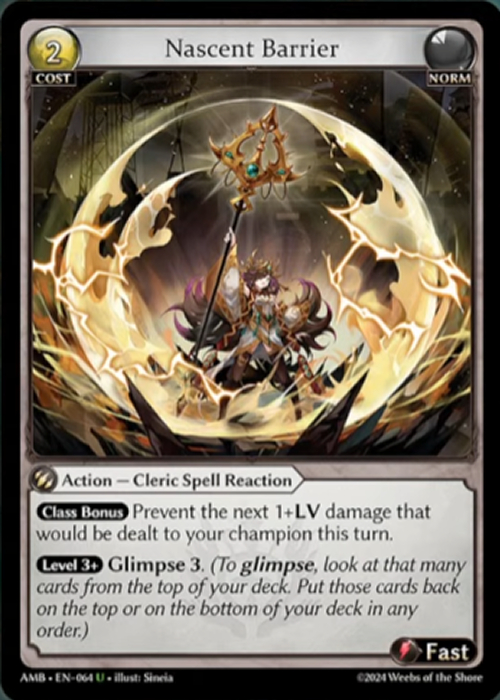 2
Nascent Barrier
COST
NORM
Action — Cleric Spell Reaction
Class Bonus Prevent the next 1+LV damage that
would be dealt to your champion this turn.
Level 3+ Glimpse 3. (To glimpse, look at that many
cards from the top of your deck. Put those cards back
on the top or on the bottom of your deck in any
order.)
Fast
AMB • EN-064 U • illust: Sineia
©2024 Weebs of the Shore